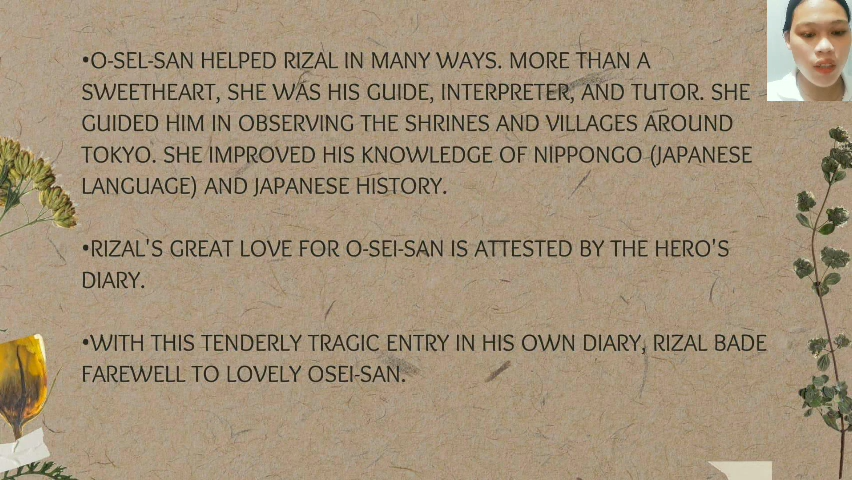 •O-SEL-SAN HELPED RIZAL IN MANY WAYS. MORE THAN A
SWEETHEART, SHE WAS HIS GUIDE, INTERPRETER, AND TUTOR. SHE
GUIDED HIM IN OBSERVING THE SHRINES AND VILLAGES AROUND
TOKYO. SHE IMPROVED HIS KNOWLEDGE OF NIPPONGO (JAPANESE
LANGUAGE) AND JAPANESE HISTORY.
•RIZAL'S GREAT LOVE FOR O-SEI-SAN IS ATTESTED BY THE HERO'S
DIARY.
•WITH THIS TENDERLY TRAGIC ENTRY IN HIS OWN DIARY, RIZAL BADE
FAREWELL TO LOVELY OSEI-SAN.